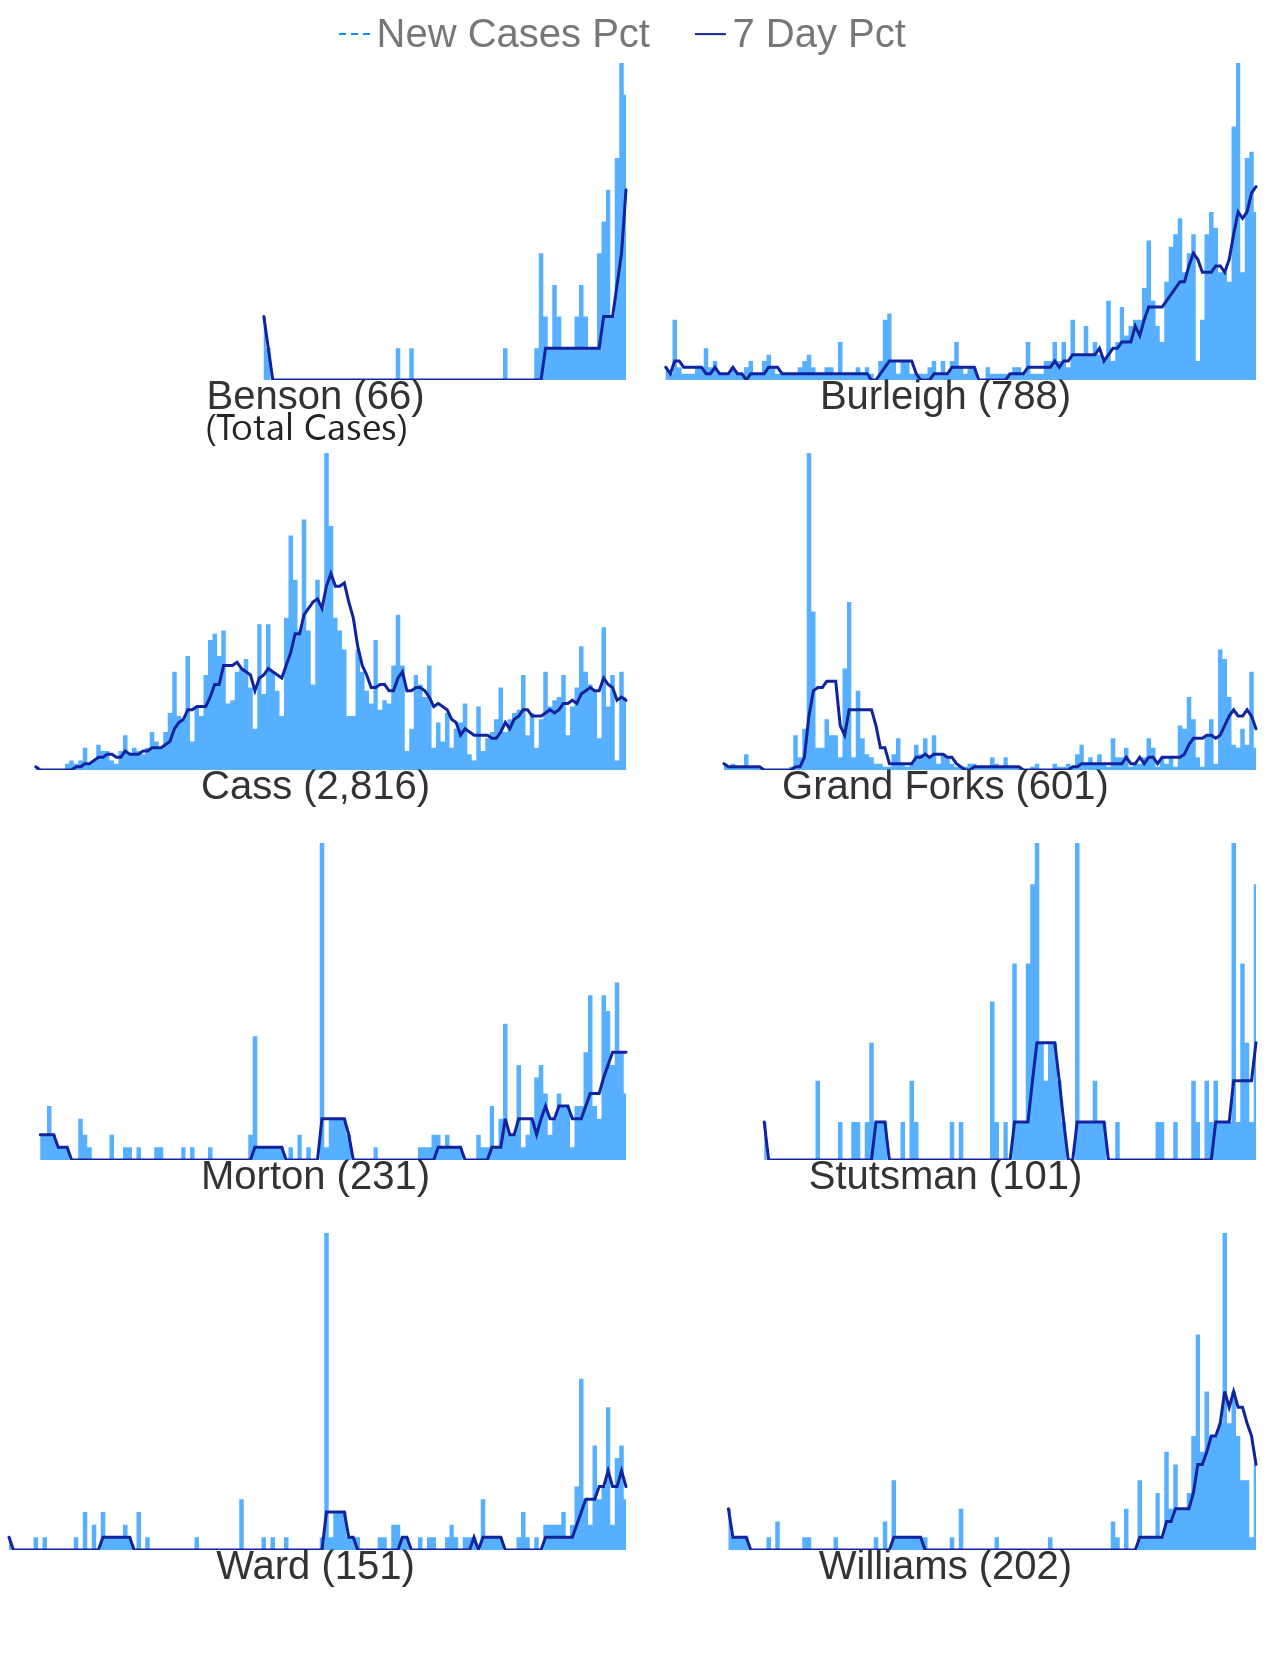 New Cases Pct 7 Day Pct
Benson (66) Burleigh (788)
(Total Cases)
Cass (2,816) Grand Forks (601)
Morton (231) Stutsman (101)
Ward (151) Williams (202)